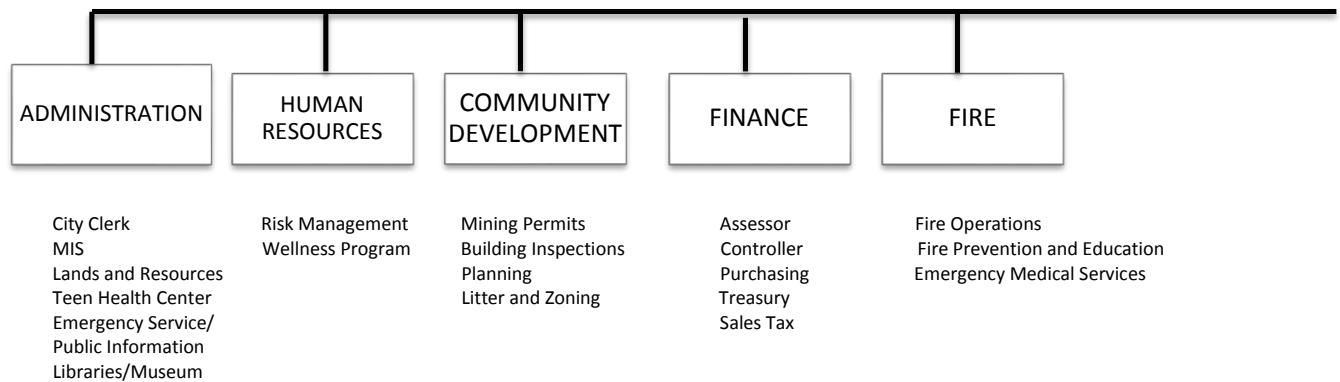 ADMINISTRATION
HUMAN
RESOURCES
COMMUNITY
DEVELOPMENT
FINANCE
FIRE
City Clerk
MIS
Lands and Resources
Teen Health Center
Emergency Service/
Public Information
Libraries/Museum
Risk Management
Wellness Program
Mining Permits
Building Inspections
Planning
Litter and Zoning
Assessor
Controller
Purchasing
Treasury
Sales Tax
Fire Operations
Fire Prevention and Education
Emergency Medical Services